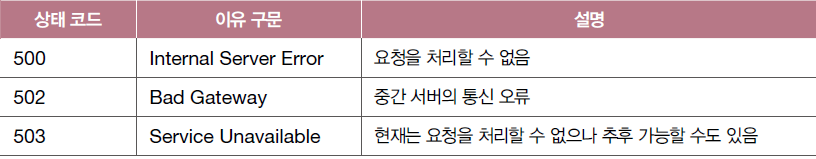 상태 코드 이유 구문 설명
500 Internal Server Error 요청을 처리할 수 없음
502 Bad Gateway 중간 서버의 통신 오류
503 Service Unavailable 현재는 요청을 처리할 수 없으나 추후 가능할 수도 있음